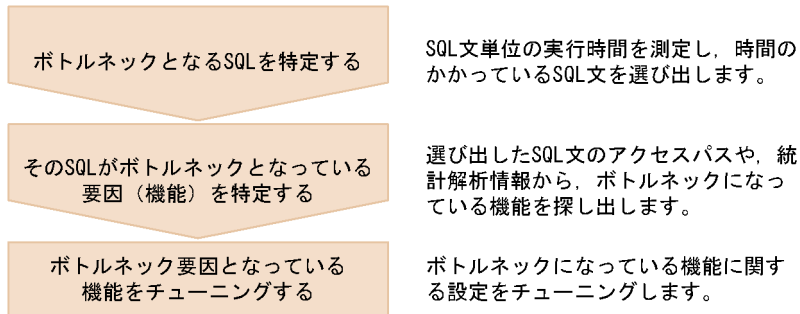 ボトルネックとなるSQLを特定する
SQL文単位の実行時間を測定し，時間の
かかっているSQL文を選び出します。
そのSQLがボトルネックとなっている
要因（機能）を特定する
選び出したSQL文のアクセスパスや，統
計解析情報から，ボトルネックになっ
ている機能を探し出します。
ボトルネック要因となっている
機能をチューニングする
ボトルネックになっている機能に関す
る設定をチューニングします。